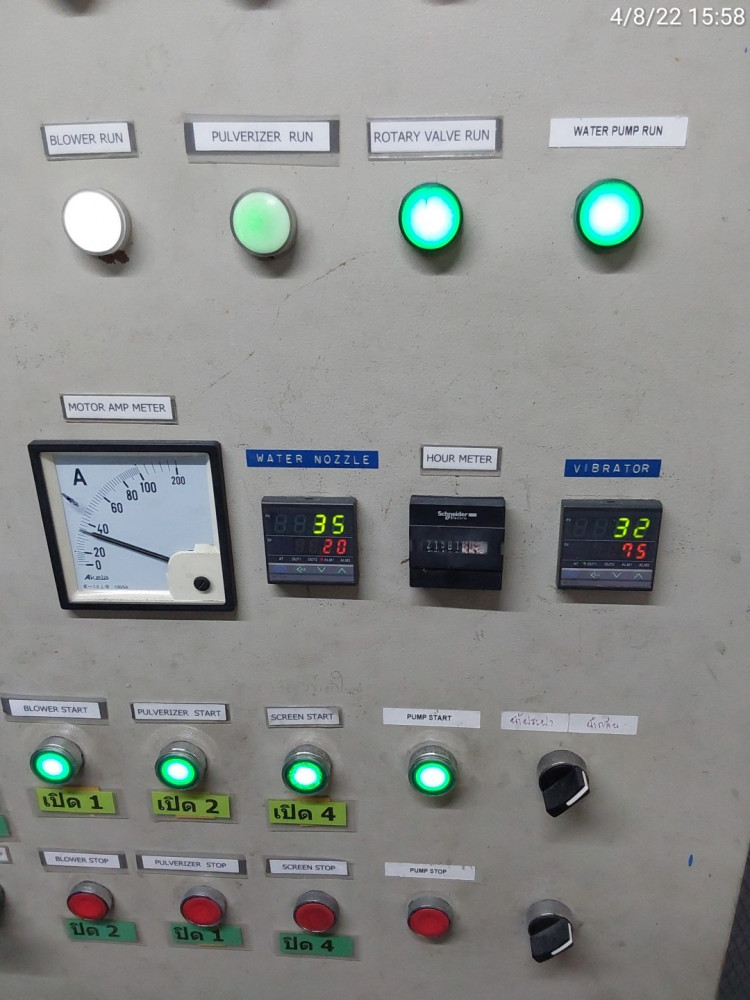 4/8/22 15:58
BLOWER RUN
PULVERIZER RUN
ROTARY VALVE RUN
WATER PUMP RUN
MOTOR AMP METER
WATER NOZZLE
HOUR METER
VIBRATOR
A
0
20
40
60
80
100
200
35
20
Schneider
Electric
32
75
BLOWER START
PULVERIZER START
SCREEN START
PUMP START
เปิด 1
เปิด 2
เปิด 4
BLOWER STOP
PULVERIZER STOP
SCREEN STOP
PUMP STOP
ปิด 2
ปิด 1
ปิด 4